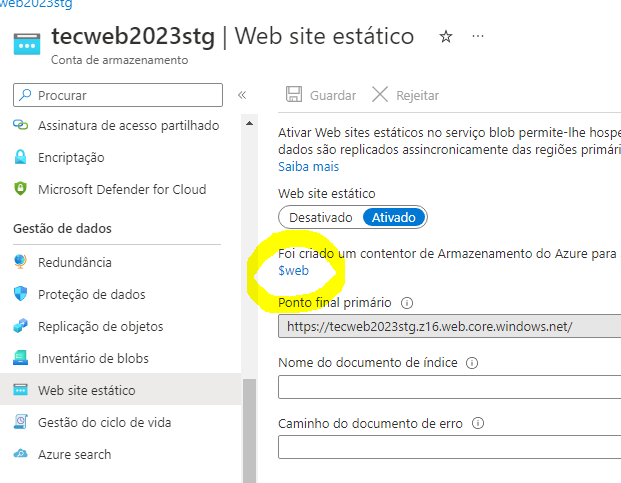 web2023stg
tecweb2023stg | Web site estático
Conta de armazenamento
Procurar
Assinatura de acesso partilhado
Encriptação
Microsoft Defender for Cloud
Gestão de dados
Redundância
Proteção de dados
Replicação de objetos
Inventário de blobs
Web site estático
Gestão do ciclo de vida
Azure search
Guardar
Rejeitar
Ativar Web sites estáticos no serviço blob permite-lhe hospe
dados são replicados assincronicamente das regiões primári
Saiba mais
Web site estático
Desativado
Ativado
Foi criado um contentor de Armazenamento do Azure para
$web
Ponto final primário
https://tecweb2023stg.z16.web.core.windows.net/
Nome do documento de índice
Caminho do documento de erro